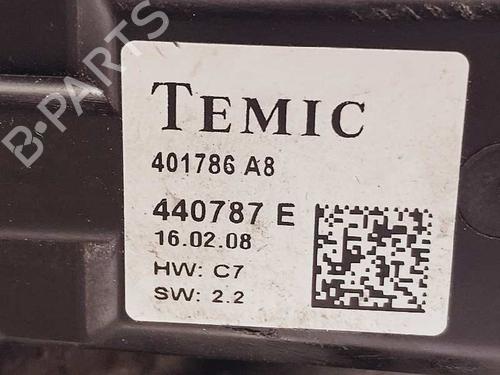 B-PARTS
TEMIC
401786 A8
440787 E
16.02.08
HW: C7
SW: 2.2